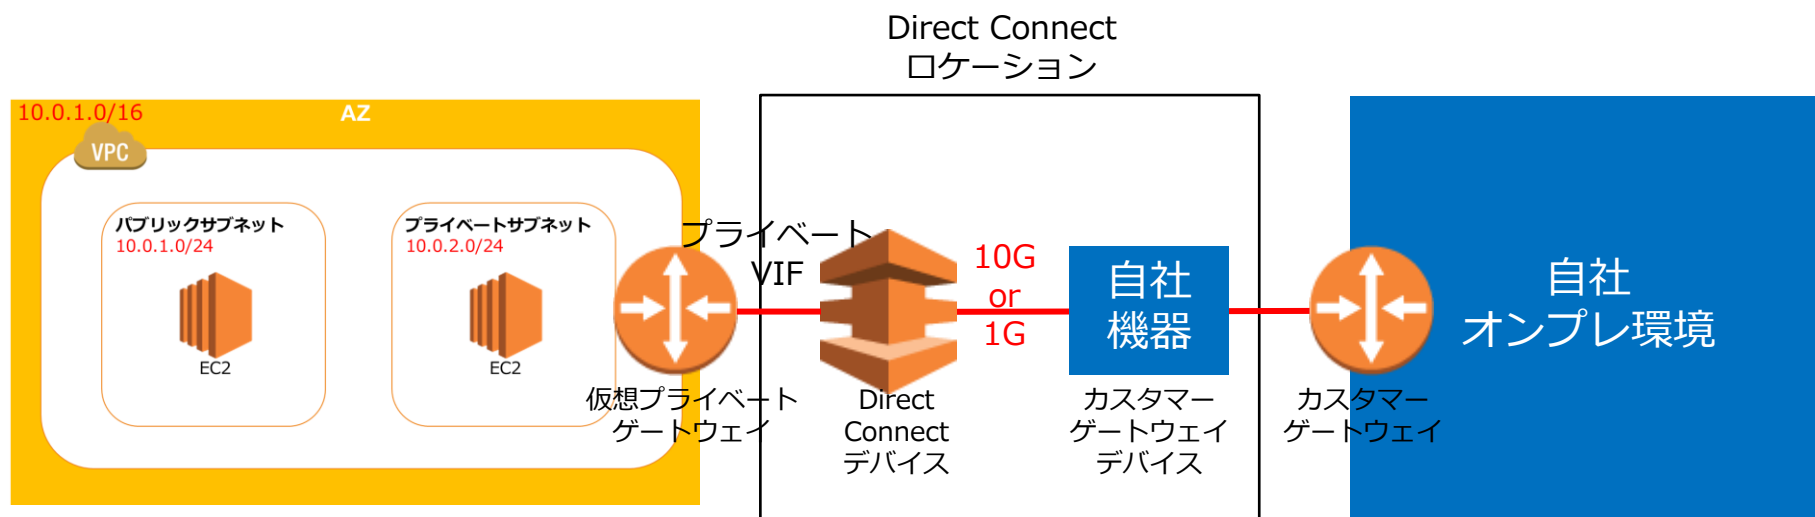 Direct Connect
ロケーション
10.0.1.0/16
AZ
VPC
パブリックサブネット
10.0.1.0/24
EC2
プライベートサブネット
10.0.2.0/24
EC2
仮想プライベート
ゲートウェイ
プライベート
VIF
Direct
Connect
デバイス
10G
or
1G
自社
機器
カスタマー
ゲートウェイ
デバイス
カスタマー
ゲートウェイ
自社
オンプレ環境